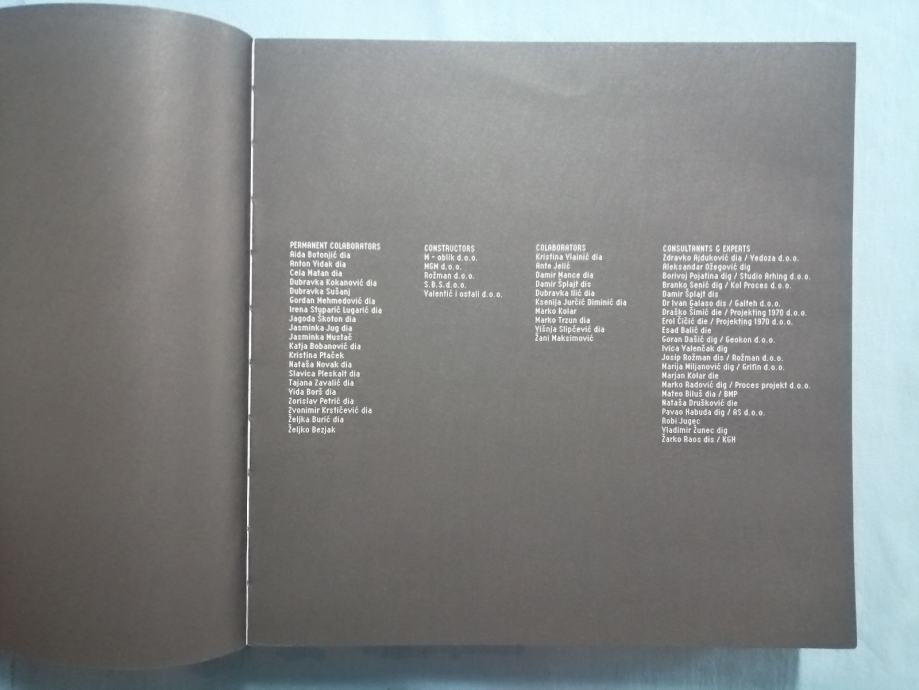 PERMANENT COLABORATORS
Aida Botonjić dia
Anton Vidak dia
Cela Matan dia
Dubravka Kokanović dia
Dubravka Sušanj
Gordan Mehmedović dia
Irena Stuparić Lugarić dia
Jagoda Škoton dia
Jasminka Jug dia
Jasminka Mustač
Katja Bobanović dia
Kristina Ptaček
Nataša Novak dia
Slavica Pleskalt dia
Tajana Zavalić dia
Vida Borš dia
Zorislav Petrić dia
Zvonimir Krstičević dia
Željka Burić dia
Željko Bezjak
CONSTRUCTORS
M - oblik d.o.o.
MGM d.o.o.
Rožman d.o.o.
S.B.S.d.o.o.
Valentić i ostali d.o.o.
COLABORATORS
Kristina Vlainić dia
Ante Jelić
Damir Mance dia
Damir Šplajt dis
Dubravka Ilić dia
Ksenija Jurčić Diminić dia
Marko Kolar
Marko Trzun dia
Višnja Slipčević dia
Žani Maksimović
CONSULTANNTS & EXPERTS
Zdravko Ajduković dia / Vedoza d.o.o.
Aleksandar Ožegović dig
Borivoj Pojatina dig / Studio Arhing d.o.o.
Branko Senić dig / Kol Proces d.o.o.
Damir Šplajt dis
Dr Ivan Galaso dis / Galteh d.o.o.
Draško Simić die / Projekting 1970 d.o.o.
Erol Čičić die / Projekting 1970 d.o.o.
Esad Balić die
Goran Dašić dig / Geokon d.o.o.
Ivica Valenčak dig
Josip Rožman dis / Rožman d.o.o.
Marija Miljanović dig / Grifin d.o.o.
Marjan Kolar die
Marko Radović dig / Proces projekt d.o.o.
Mateo Biluš dia / BMP
Nataša Drušković die
Pavao Habuda dig / AS d.o.o.
Robi Jugec
Vladimir Žunec dig
Žarko Raos dis / KGH